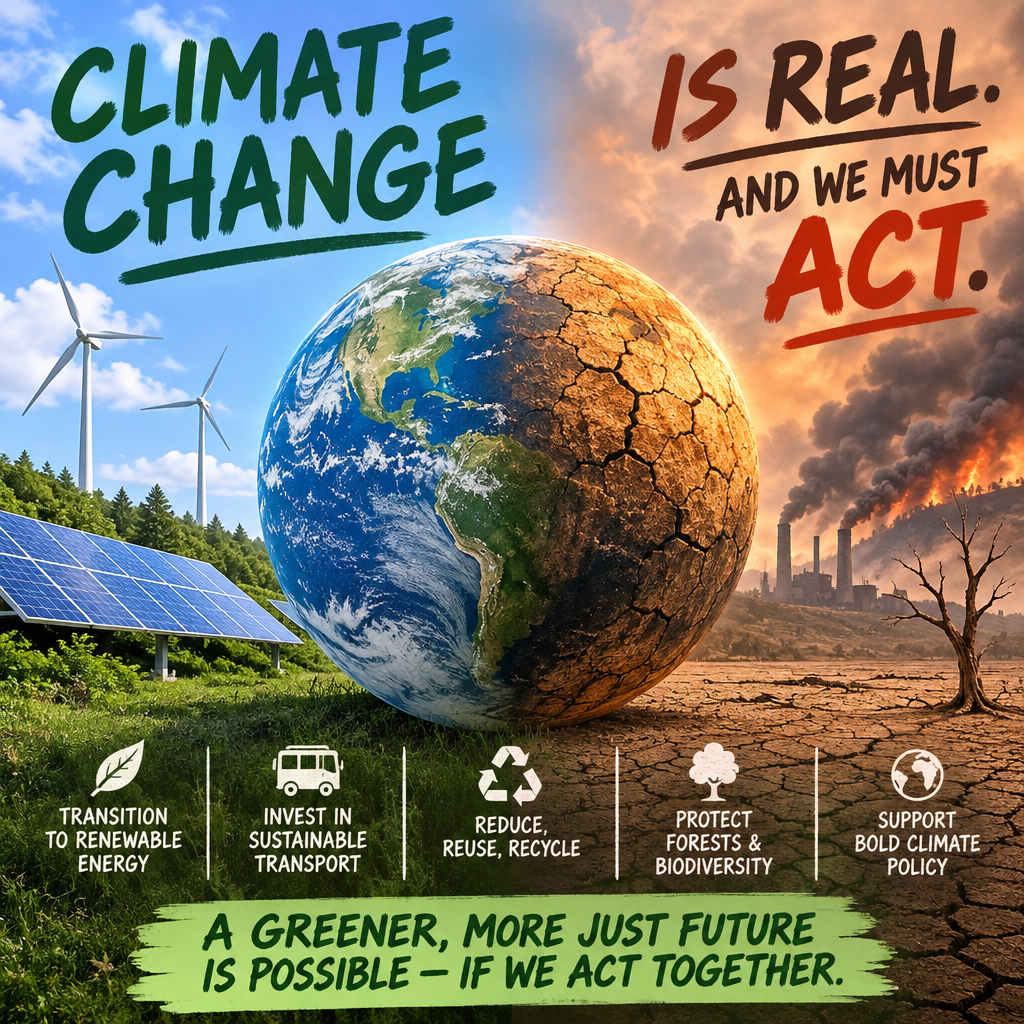 CLIMATE
CHANGE
IS REAL.
AND WE MUST
ACT.
TRANSITION
TO RENEWABLE
ENERGY
INVEST IN
SUSTAINABLE
TRANSPORT
REDUCE,
REUSE, RECYCLE
PROTECT
FORESTS &
BIODIVERSITY
SUPPORT
BOLD CLIMATE
POLICY
A GREENER, MORE JUST FUTURE
IS POSSIBLE – IF WE ACT TOGETHER.